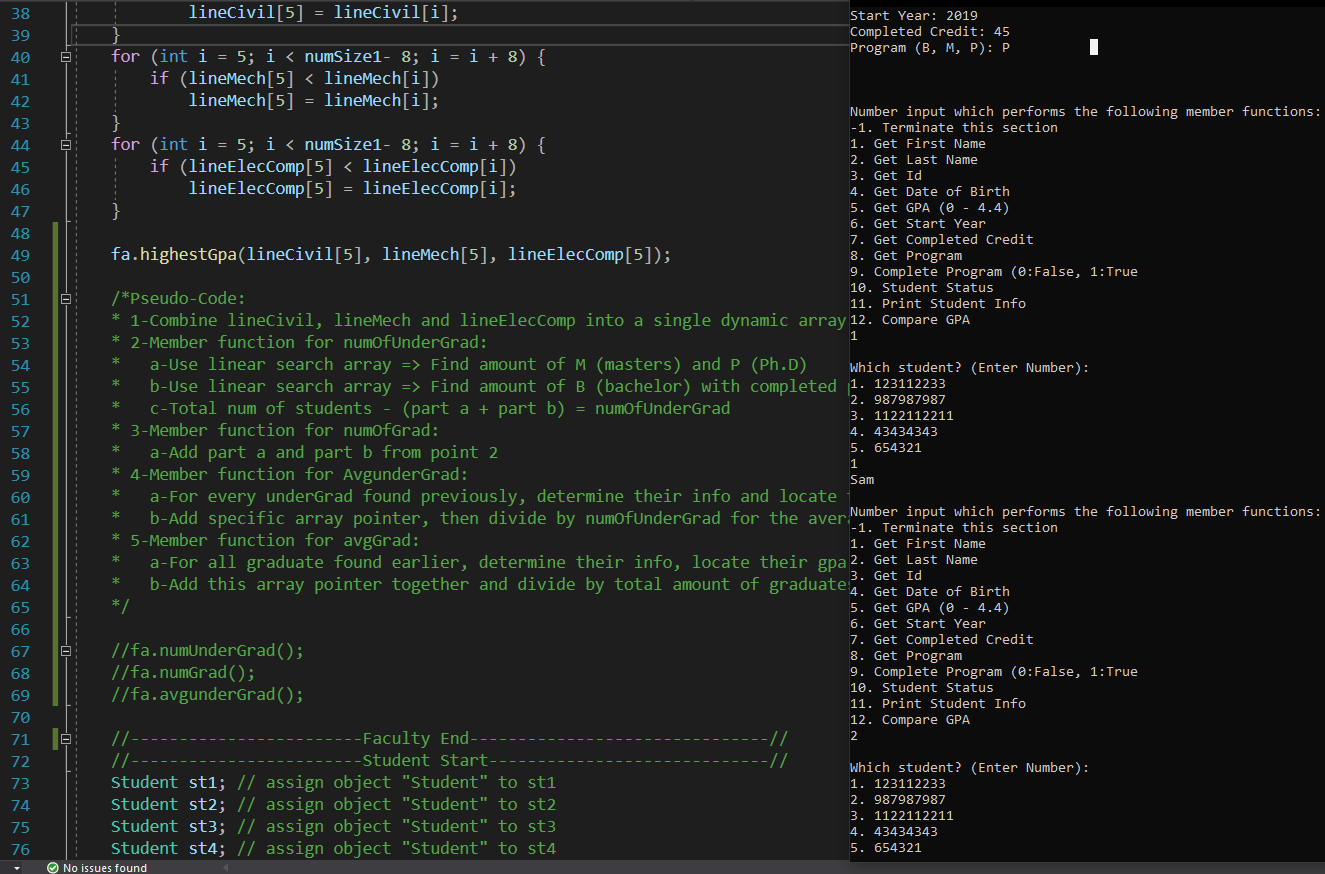 38 lineCivil[5] = lineCivil[i];
39 }
40 for (int i = 5; i < numSize1- 8; i = i + 8) {
41 if (lineMech[5] < lineMech[i])
42 lineMech[5] = lineMech[i];
43 }
44 for (int i = 5; i < numSize1- 8; i = i + 8) {
45 if (lineElecComp[5] < lineElecComp[i])
46 lineElecComp[5] = lineElecComp[i];
47 }
48
49 fa.highestGpa(lineCivil[5], lineMech[5], lineElecComp[5]);
50
51 /*Pseudo-Code:
52 * 1-Combine lineCivil, lineMech and lineElecComp into a single dynamic array
53 * 2-Member function for numOfUnderGrad:
54 * a-Use linear search array => Find amount of M (masters) and P (Ph.D)
55 * b-Use linear search array => Find amount of B (bachelor) with completed
56 * c-Total num of students - (part a + part b) = numOfUnderGrad
57 * 3-Member function for numOfGrad:
58 * a-Add part a and part b from point 2
59 * 4-Member function for AvgunderGrad:
60 * a-For every underGrad found previously, determine their info and locate
61 * b-Add specific array pointer, then divide by numOfUnderGrad for the aver
62 * 5-Member function for avgGrad:
63 * a-For all graduate found earlier, determine their info, locate their gpa
64 * b-Add this array pointer together and divide by total amount of graduate
65 */
66
67 //fa.numUnderGrad();
68 //fa.numGrad();
69 //fa.avgunderGrad();
70
71 //------------------------Faculty End-------------------------------//
72 //------------------------Student Start-----------------------------//
73 Student st1; // assign object "Student" to st1
74 Student st2; // assign object "Student" to st2
75 Student st3; // assign object "Student" to st3
76 Student st4; // assign object "Student" to st4
No issues found
Start Year: 2019
Completed Credit: 45
Program (B, M, P): P
Number input which performs the following member functions:
-1. Terminate this section
1. Get First Name
2. Get Last Name
3. Get Id
4. Get Date of Birth
5. Get GPA (0 - 4.4)
6. Get Start Year
7. Get Completed Credit
8. Get Program
9. Complete Program (0:False, 1:True
10. Student Status
11. Print Student Info
12. Compare GPA
1
Which student? (Enter Number):
1. 123112233
2. 987987987
3. 1122112211
4. 43434343
5. 654321
1
Sam
Number input which performs the following member functions:
-1. Terminate this section
1. Get First Name
2. Get Last Name
3. Get Id
4. Get Date of Birth
5. Get GPA (0 - 4.4)
6. Get Start Year
7. Get Completed Credit
8. Get Program
9. Complete Program (0:False, 1:True
10. Student Status
11. Print Student Info
12. Compare GPA
2
Which student? (Enter Number):
1. 123112233
2. 987987987
3. 1122112211
4. 43434343
5. 654321